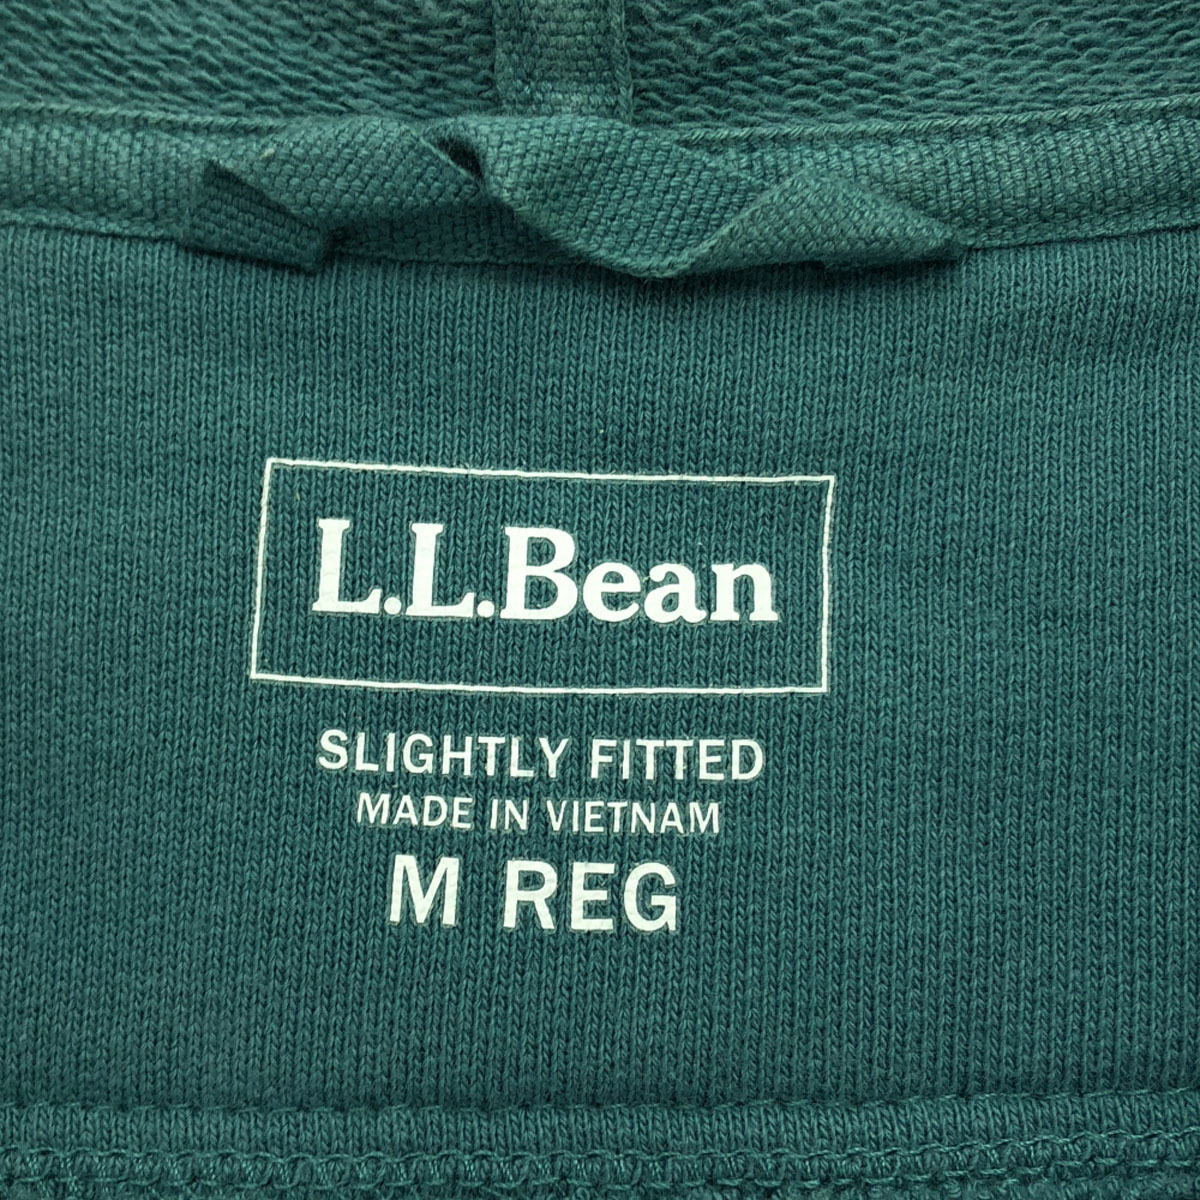 L.L.Bean
SLIGHTLY FITTED
MADE IN VIETNAM
M REG